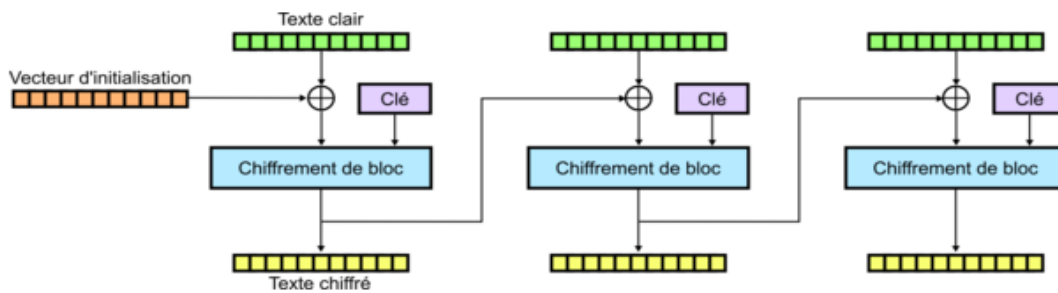 Texte clair
Vecteur d'initialisation
Clé
Clé
Clé
Chiffrement de bloc
Chiffrement de bloc
Chiffrement de bloc
Texte chiffré